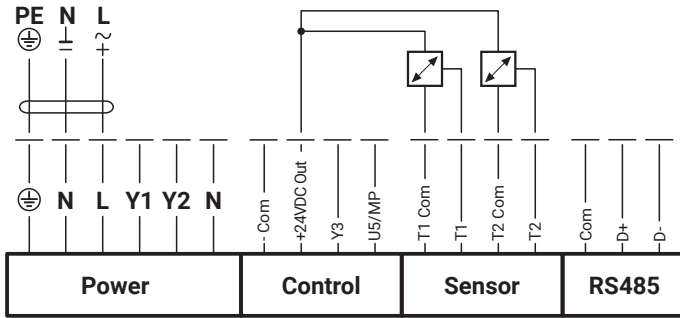 PE N L
N L Y1 Y2 N
- Com
+24VDC Out
Y3
U5/MP
T1 Com
T1
T2 Com
T2
Com
D+
D-
Power Control Sensor RS485